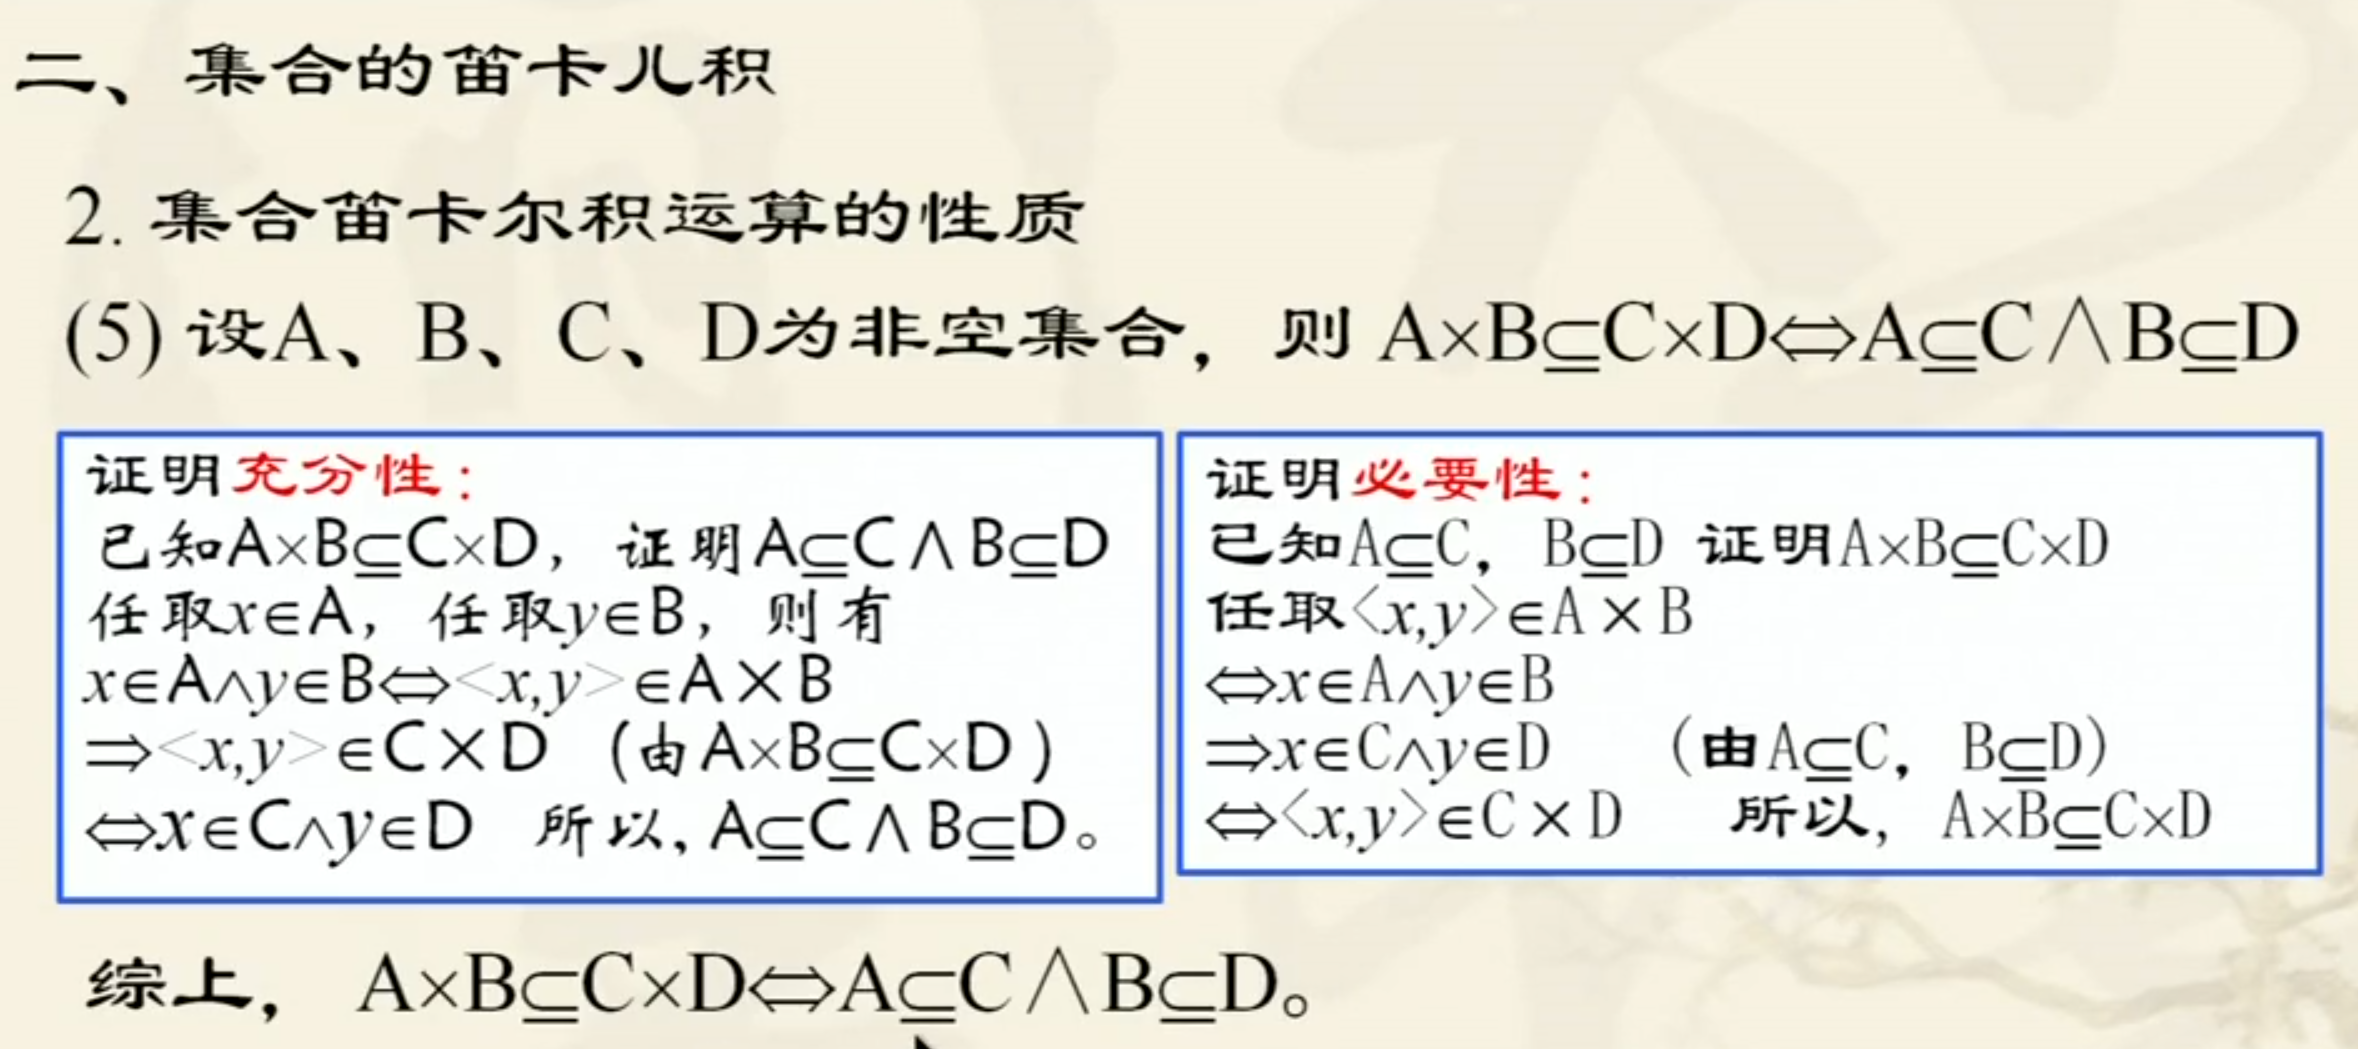 二、集合的笛卡儿积
2. 集合笛卡尔积运算的性质
(5) 设A、B、C、D为非空集合，则 A×B⊆C×D⇔A⊆C∧B⊆D
证明充分性：
已知A×B⊆C×D，证明A⊆C∧B⊆D
任取x∈A，任取y∈B，则有
x∈A∧y∈B⇔<x,y>∈A×B
⇒<x,y>∈C×D （由A×B⊆C×D）
⇔x∈C∧y∈D 所以，A⊆C∧B⊆D。
证明必要性：
已知A⊆C，B⊆D 证明A×B⊆C×D
任取<x,y>∈A×B
⇔x∈A∧y∈B
⇒x∈C∧y∈D （由A⊆C，B⊆D）
⇔<x,y>∈C×D 所以，A×B⊆C×D
综上，A×B⊆C×D⇔A⊆C∧B⊆D。